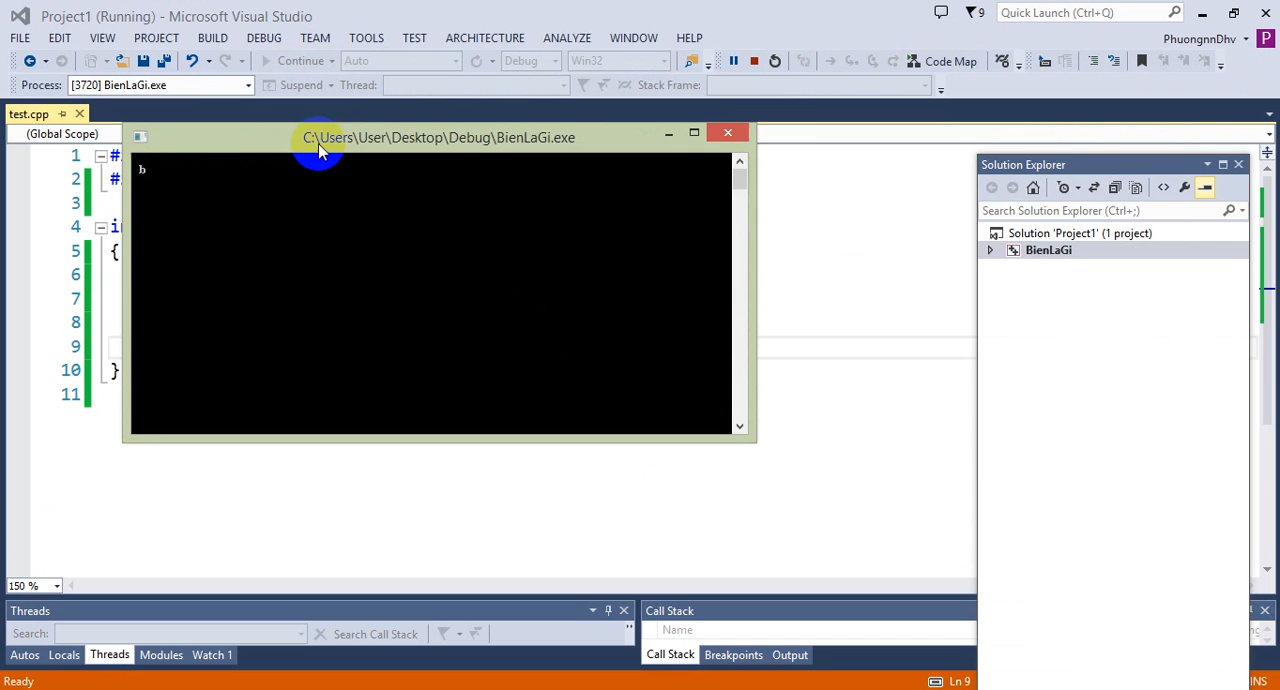 Project1 (Running) - Microsoft Visual Studio
9
Quick Launch (Ctrl+Q)
FILE EDIT VIEW PROJECT BUILD DEBUG TEAM TOOLS TEST ARCHITECTURE ANALYZE WINDOW HELP
PhuongnnDhv P
Continue Auto Debug Win32 Code Map
Process: [3720] BienLaGi.exe Suspend Thread: Stack Frame:
test.cpp
(Global Scope)
C:\Users\User\Desktop\Debug\BienLaGi.exe
b
1 #
2 #
3
4
5 {
6
7
8
9
10 }
11
Solution Explorer
Search Solution Explorer (Ctrl+;)
Solution 'Project1' (1 project)
BienLaGi
150 %
Threads
Search: Search Call Stack
Autos Locals Threads Modules Watch 1
Call Stack
Name
Call Stack Breakpoints Output
Ready Ln 9 INS